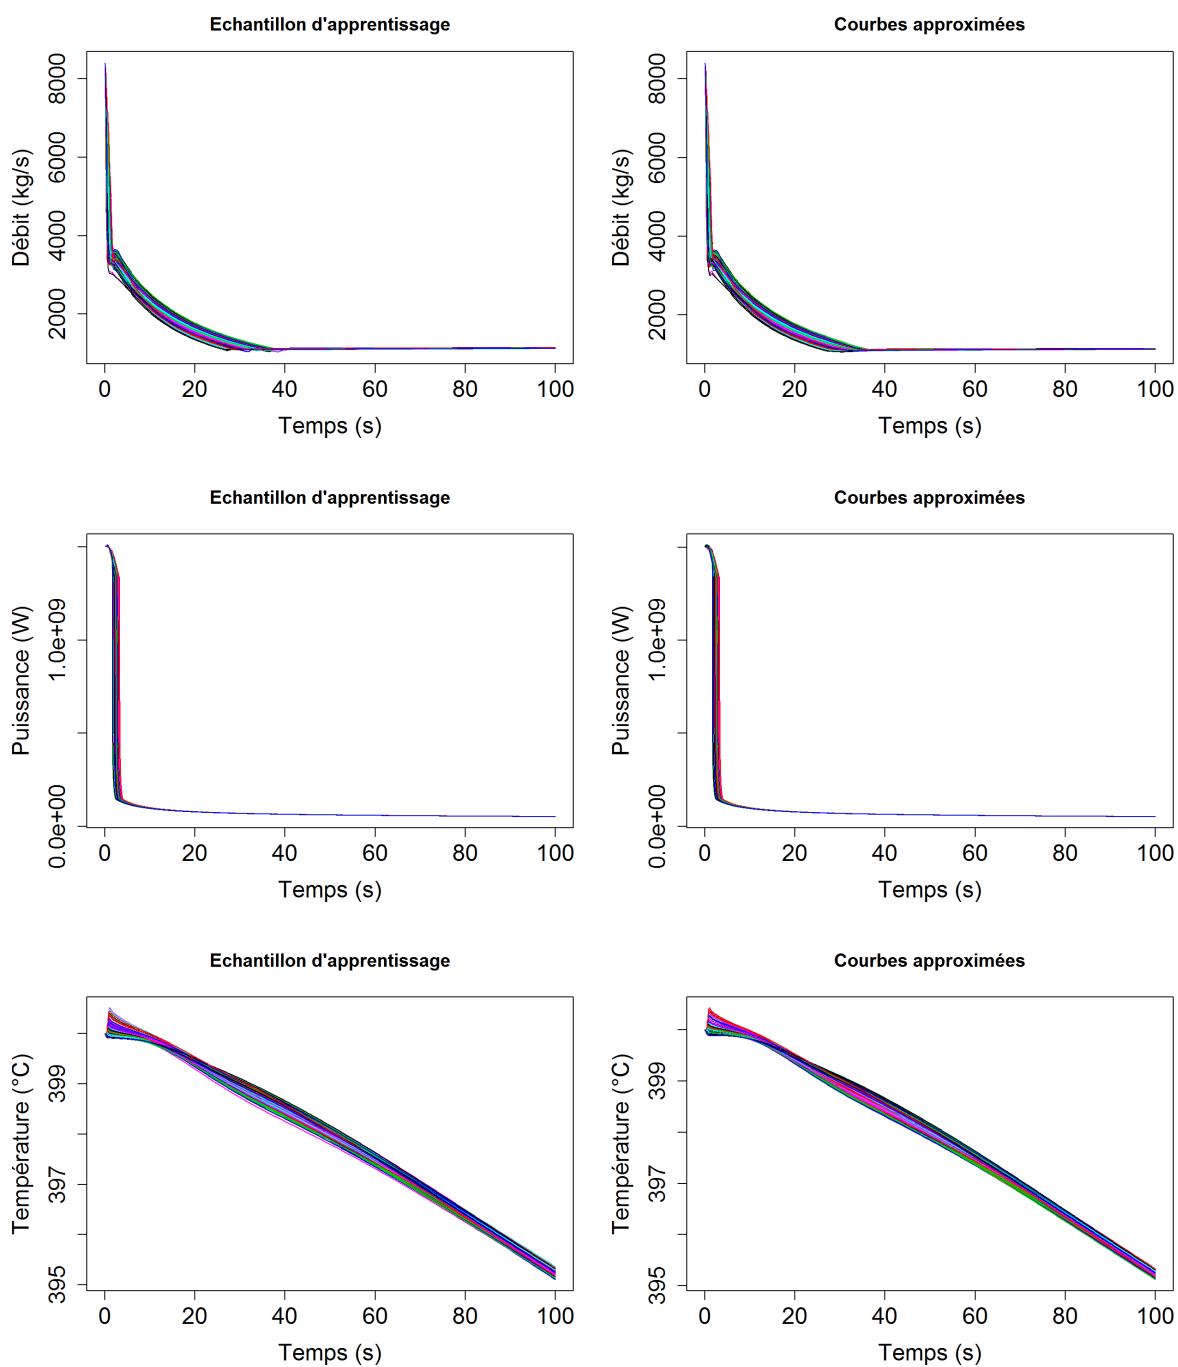 Echantillon d'apprentissage
Courbes approximées
Débit (kg/s)
2000 4000 6000 8000
0 20 40 60 80 100
Temps (s)
Débit (kg/s)
2000 4000 6000 8000
0 20 40 60 80 100
Temps (s)
Echantillon d'apprentissage
Courbes approximées
Puissance (W)
0.0e+00 1.0e+09
0 20 40 60 80 100
Temps (s)
Puissance (W)
0.0e+00 1.0e+09
0 20 40 60 80 100
Temps (s)
Echantillon d'apprentissage
Courbes approximées
Température (°C)
395 397 399
0 20 40 60 80 100
Temps (s)
Température (°C)
395 397 399
0 20 40 60 80 100
Temps (s)